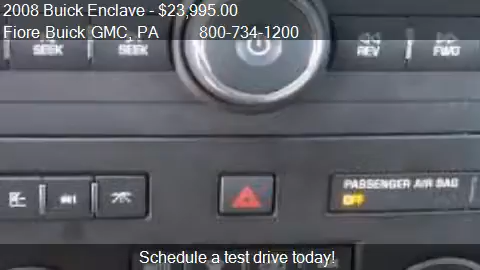 2008 Buick Enclave - $23,995.00
Fiore Buick GMC, PA 800-734-1200
SEEK SEEK REV FWD
PASSENGER AIR BAG
OFF
Schedule a test drive today!